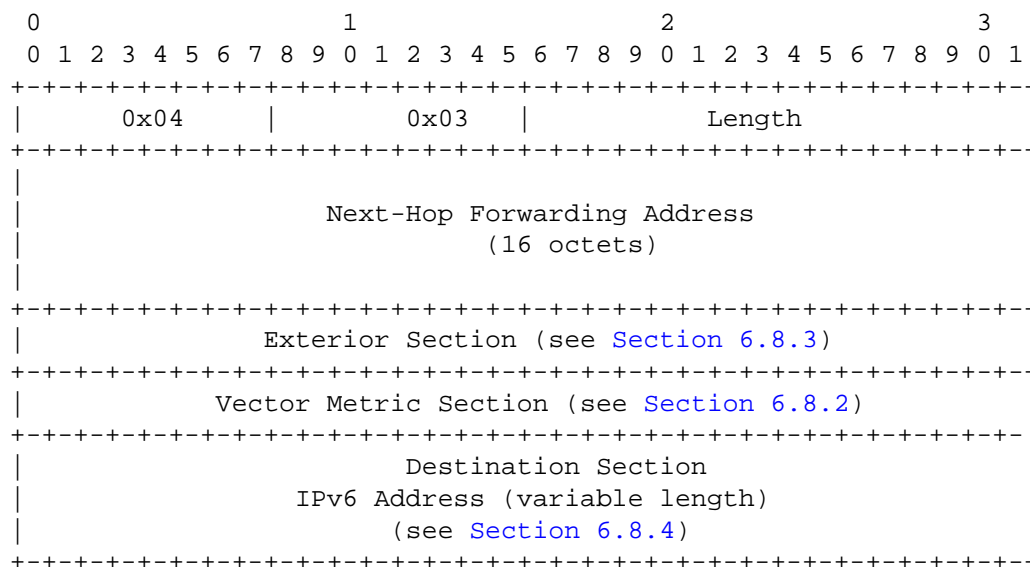 0                   1                   2                   3
 0 1 2 3 4 5 6 7 8 9 0 1 2 3 4 5 6 7 8 9 0 1 2 3 4 5 6 7 8 9 0 1
+-+-+-+-+-+-+-+-+-+-+-+-+-+-+-+-+-+-+-+-+-+-+-+-+-+-+-+-+-+-+-+--
|      0x04     |        0x03   |           Length
+-+-+-+-+-+-+-+-+-+-+-+-+-+-+-+-+-+-+-+-+-+-+-+-+-+-+-+-+-+-+-+--
|
|                   Next-Hop Forwarding Address
|                             (16 octets)
|
+-+-+-+-+-+-+-+-+-+-+-+-+-+-+-+-+-+-+-+-+-+-+-+-+-+-+-+-+-+-+-+--
|               Exterior Section (see Section 6.8.3)
+-+-+-+-+-+-+-+-+-+-+-+-+-+-+-+-+-+-+-+-+-+-+-+-+-+-+-+-+-+-+-+--
|            Vector Metric Section (see Section 6.8.2)
+-+-+-+-+-+-+-+-+-+-+-+-+-+-+-+-+-+-+-+-+-+-+-+-+-+-+-+-+-+-+-+-
|                        Destination Section
|                 IPv6 Address (variable length)
|                       (see Section 6.8.4)
+-+-+-+-+-+-+-+-+-+-+-+-+-+-+-+-+-+-+-+-+-+-+-+-+-+-+-+-+-+-+-+--